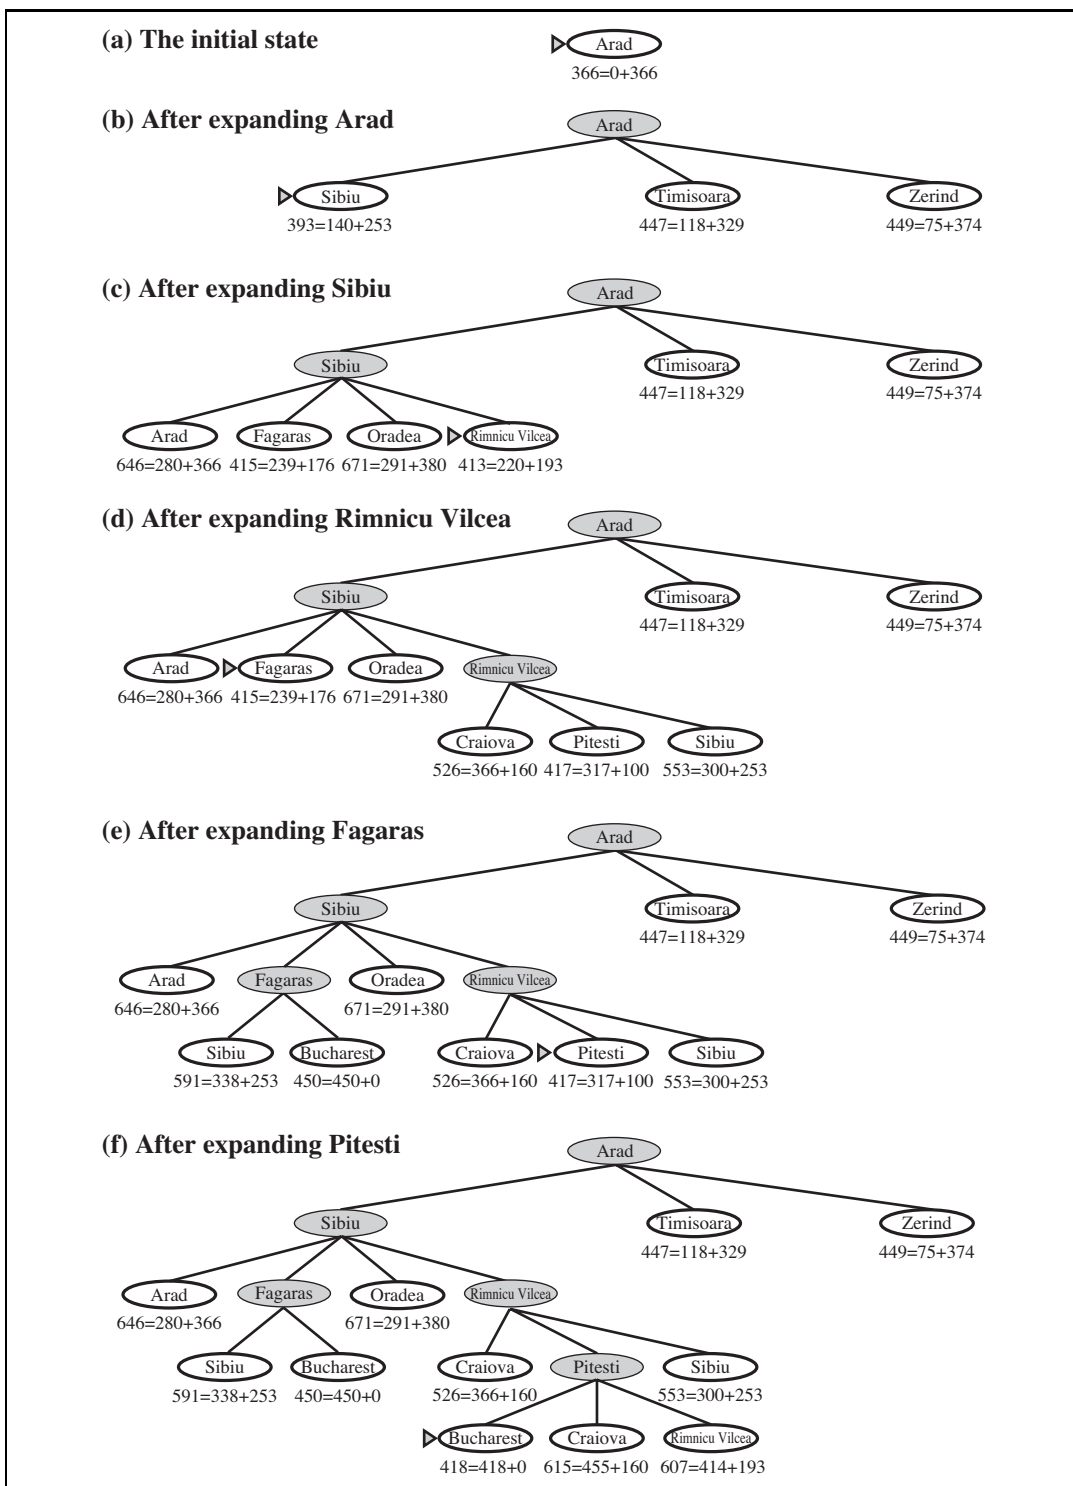 (a) The initial state
Arad
366=0+366
(b) After expanding Arad
Arad
Sibiu Timisoara Zerind
393=140+253 447=118+329 449=75+374
(c) After expanding Sibiu
Arad
Sibiu Timisoara Zerind
447=118+329 449=75+374
Arad Fagaras Oradea Rimnicu Vilcea
646=280+366 415=239+176 671=291+380 413=220+193
(d) After expanding Rimnicu Vilcea
Arad
Sibiu Timisoara Zerind
447=118+329 449=75+374
Arad Fagaras Oradea Rimnicu Vilcea
646=280+366 415=239+176 671=291+380
Craiova Pitesti Sibiu
526=366+160 417=317+100 553=300+253
(e) After expanding Fagaras
Arad
Sibiu Timisoara Zerind
447=118+329 449=75+374
Arad Fagaras Oradea Rimnicu Vilcea
646=280+366 671=291+380
Sibiu Bucharest Craiova Pitesti Sibiu
591=338+253 450=450+0 526=366+160 417=317+100 553=300+253
(f) After expanding Pitesti
Arad
Sibiu Timisoara Zerind
447=118+329 449=75+374
Arad Fagaras Oradea Rimnicu Vilcea
646=280+366 671=291+380
Sibiu Bucharest Craiova Pitesti Sibiu
591=338+253 450=450+0 526=366+160 553=300+253
Bucharest Craiova Rimnicu Vilcea
418=418+0 615=455+160 607=414+193